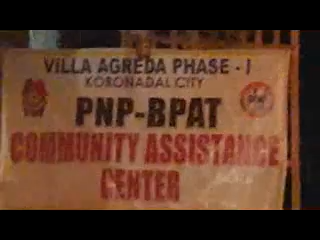 VILLA AGREDA PHASE - I
KORONADAL CITY
PNP-BPAT
COMMUNITY ASSISTANCE
CENTER